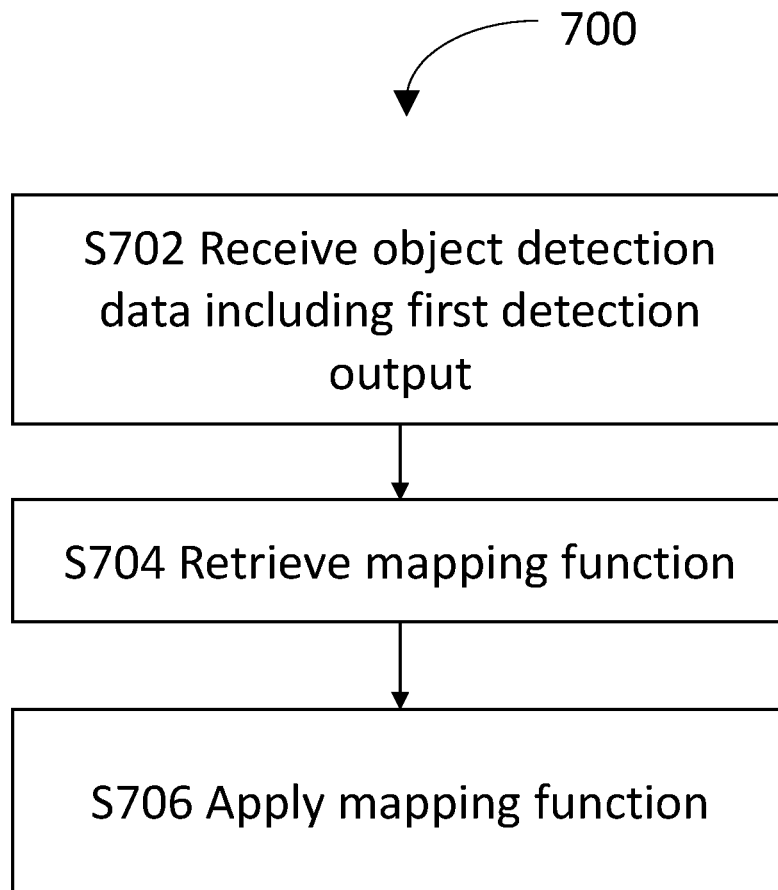 700
S702 Receive object detection
data including first detection
output
S704 Retrieve mapping function
S706 Apply mapping function